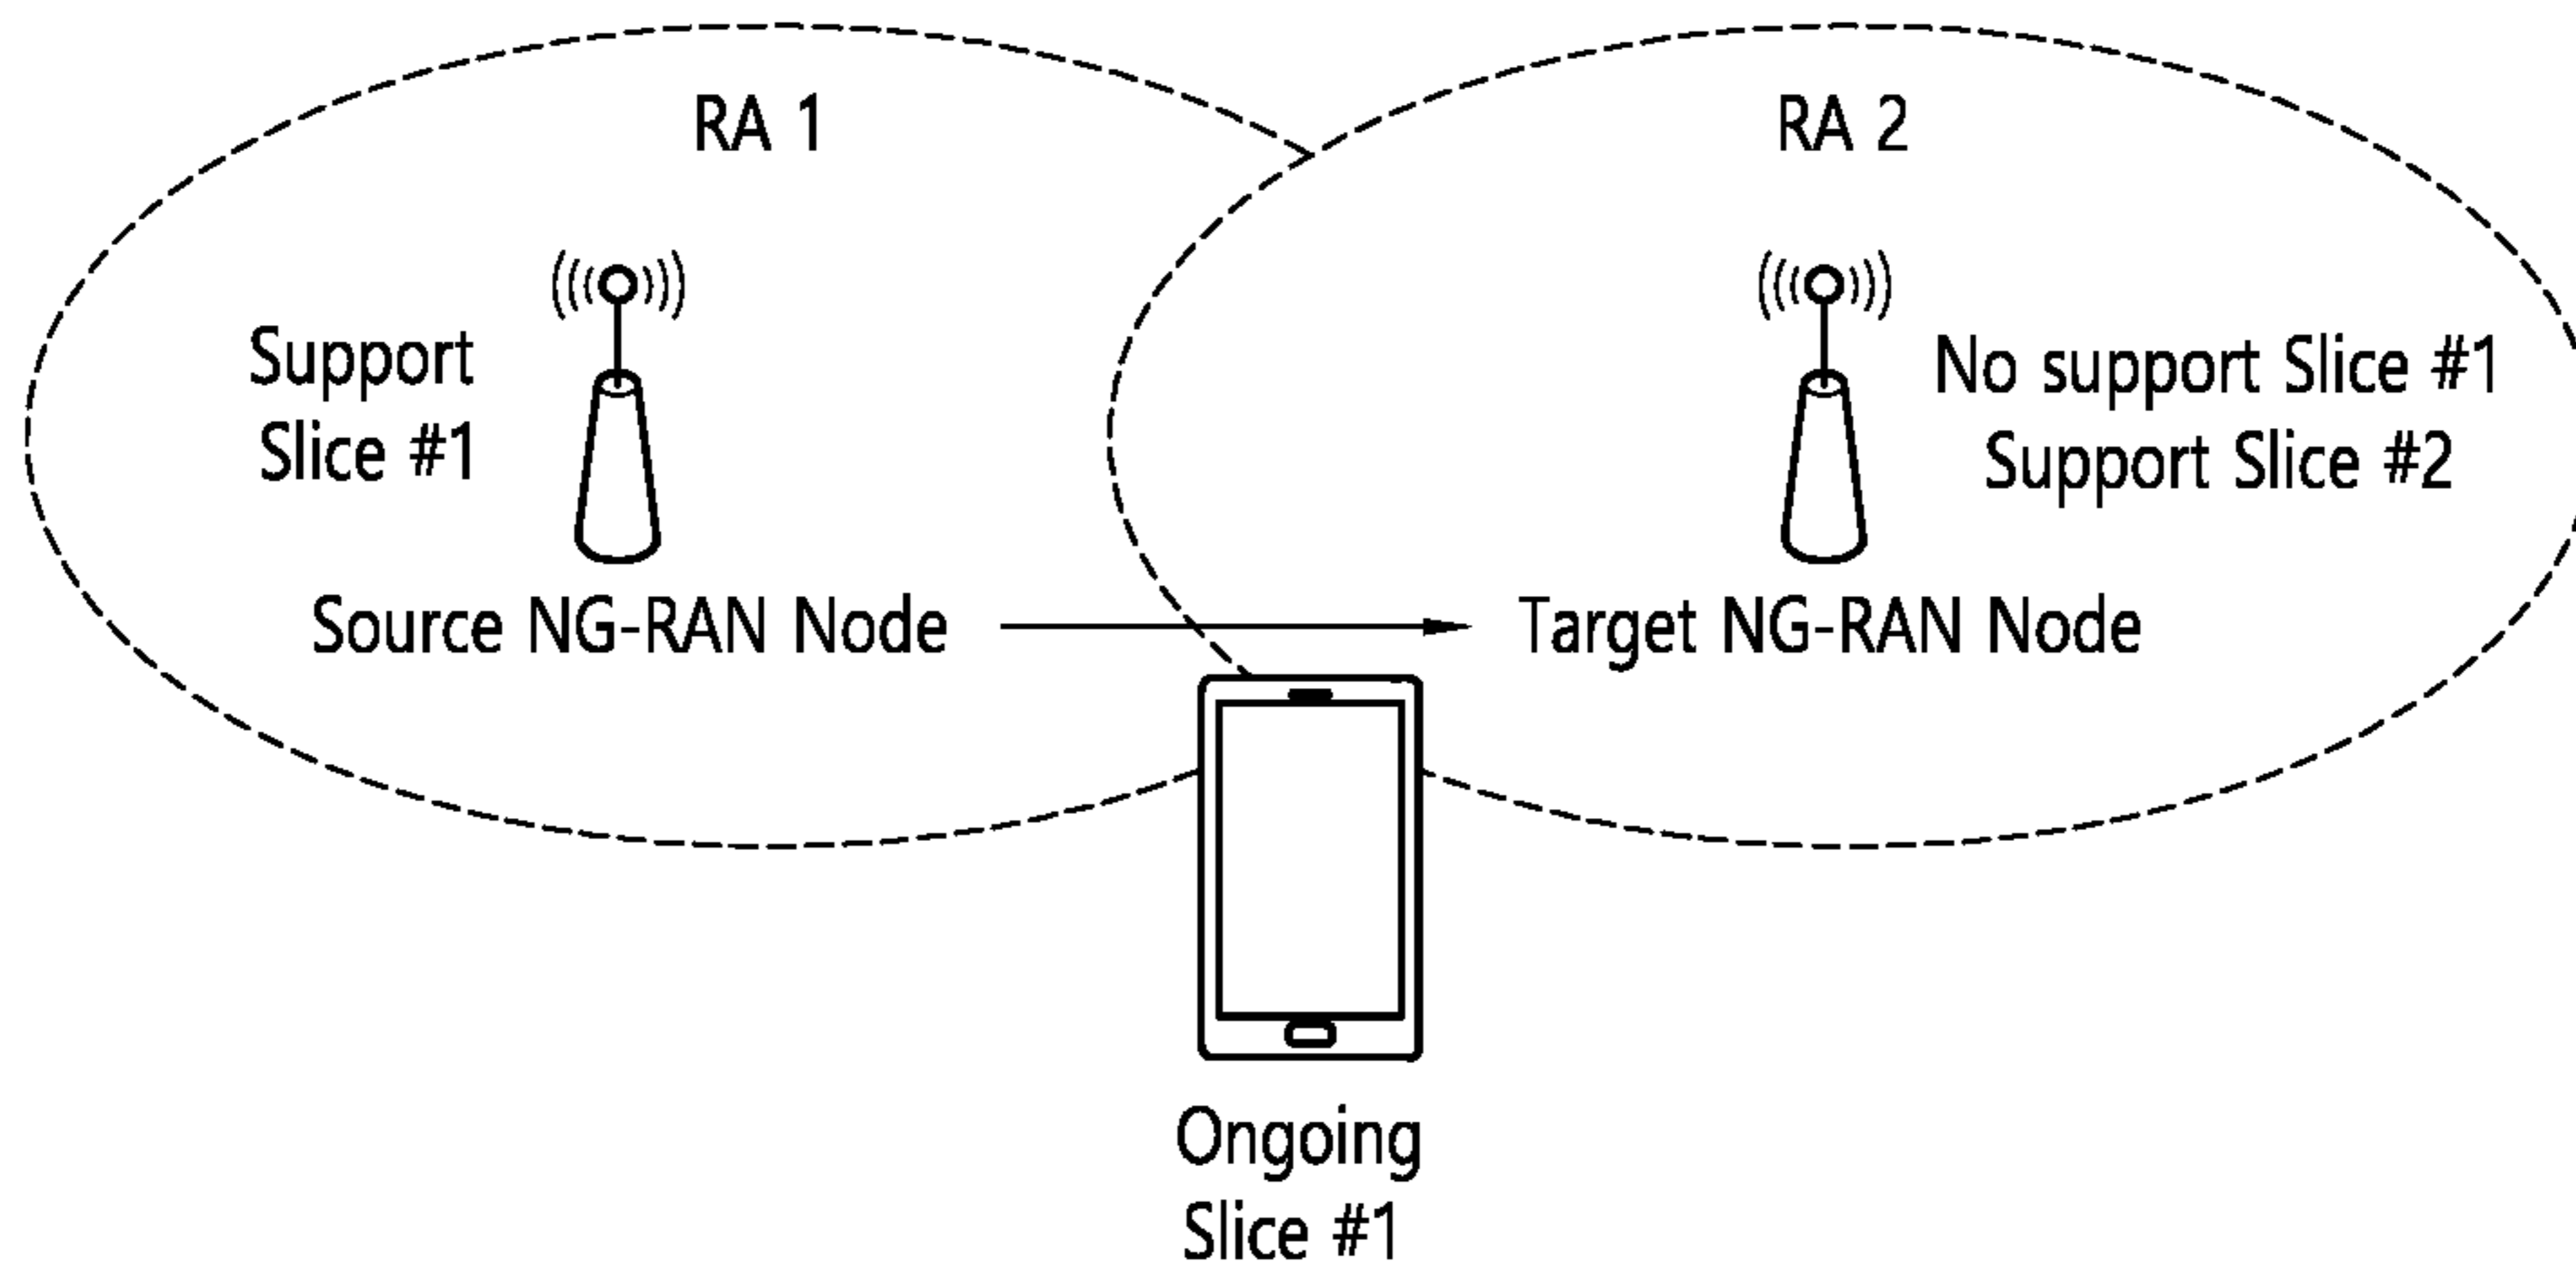 RA 1
RA 2
Support
Slice #1
No support Slice #1
Support Slice #2
Source NG-RAN Node
Target NG-RAN Node
Ongoing
Slice #1